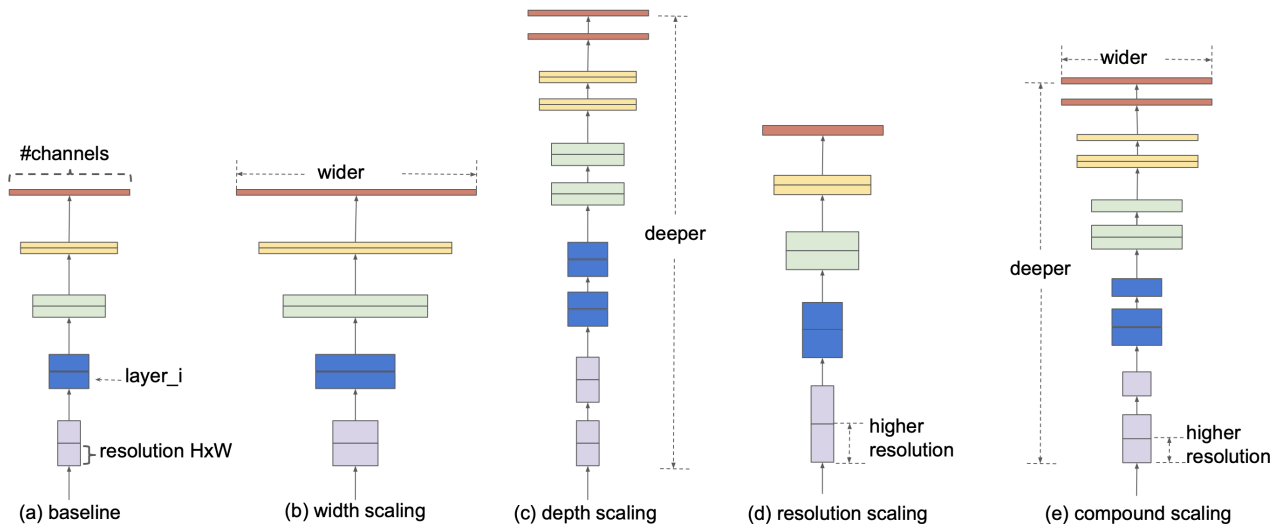 #channels
layer_i
resolution HxW
(a) baseline
wider
(b) width scaling
deeper
(c) depth scaling
higher
resolution
(d) resolution scaling
wider
deeper
higher
resolution
(e) compound scaling